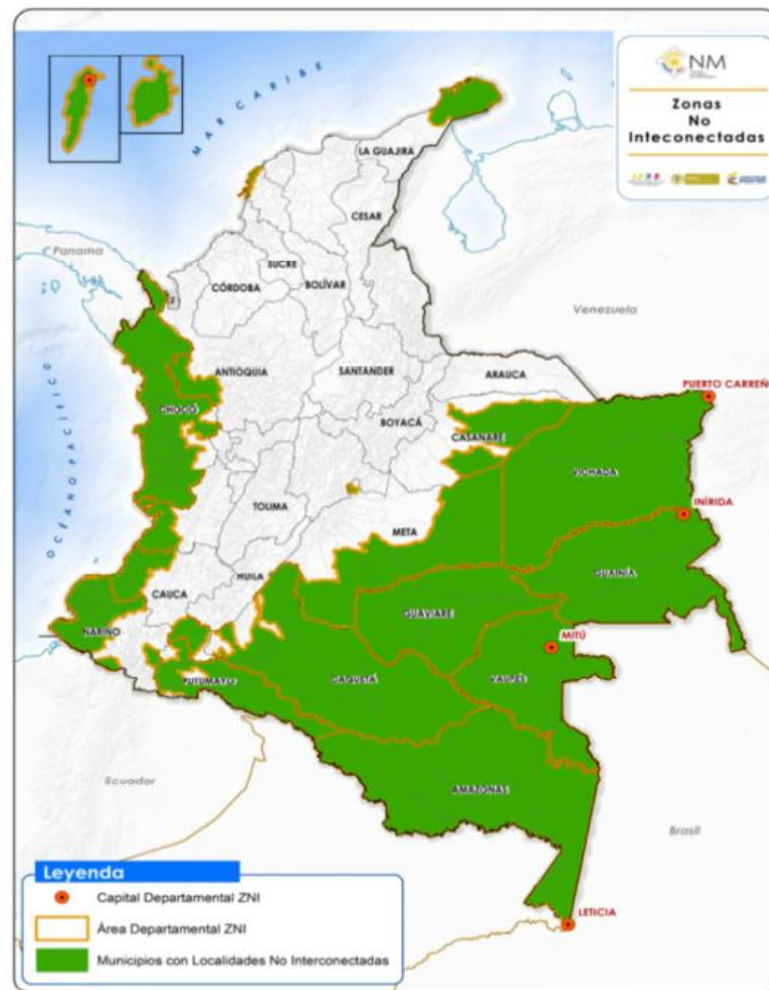 MAR CARIBE
NM
Zonas
No
Inteconectadas
LA GUAJIRA
CESAR
Panama
SUCRE
CÓRDOBA
BOLÍVAR
Venezuela
ANTIOQUIA
SANTANDER
ARAUCA
PUERTO CARREÑ
CHOCÓ
BOYACÁ
CASANARE
OCÉANO PACÍFICO
VICHADA
TOLIMA
INÍRIDA
META
HUILA
GUAINÍA
CAUCA
GUAVIARE
NARIÑO
MITÚ
PUTUMAYO
CAQUETÁ
VAUPÉS
Ecuador
AMAZONAS
Brasil
Leyenda
Capital Departamental ZNI
LETICIA
Área Departamental ZNI
Municipios con Localidades No Interconectadas